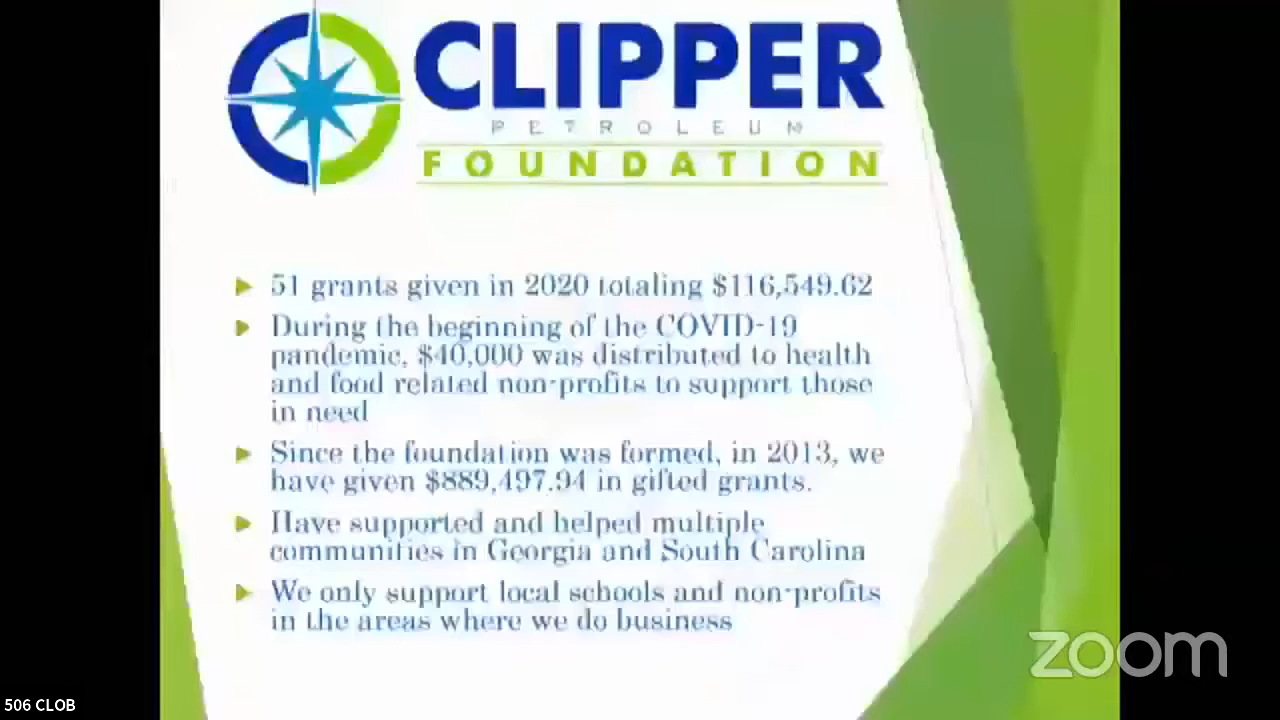 CLIPPER
PETROLEUM
FOUNDATION
51 grants given in 2020 totaling $116,549.62
During the beginning of the COVID-19
pandemic, $40,000 was distributed to health
and food related non-profits to support those
in need
Since the foundation was formed, in 2013, we
have given $889,497.94 in gifted grants.
Have supported and helped multiple
communities in Georgia and South Carolina
We only support local schools and non-profits
in the areas where we do business
zoom
506 CLOB